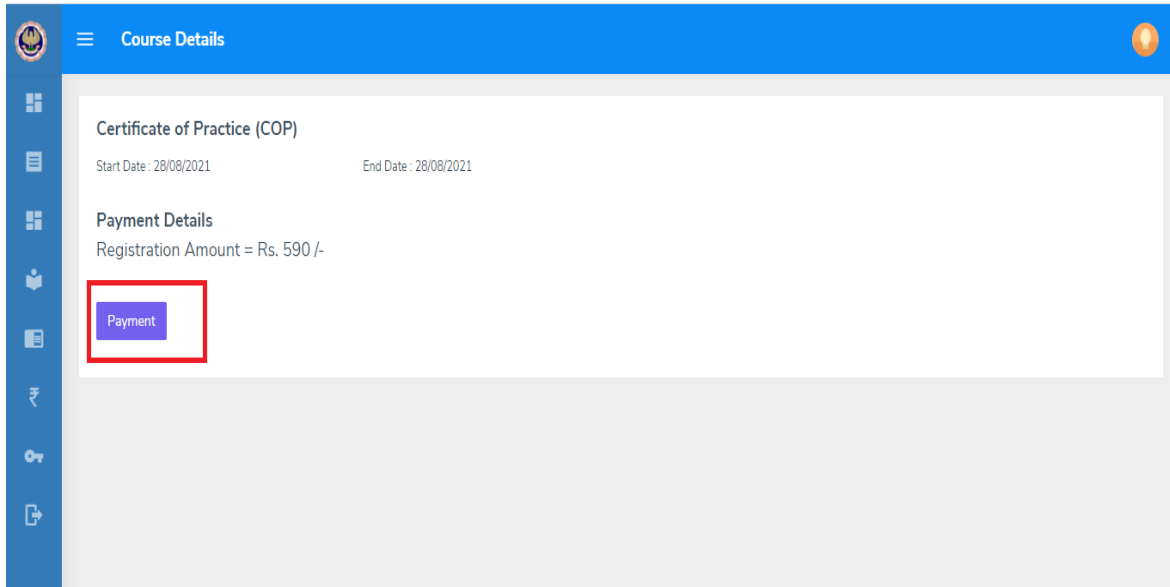 Course Details
Certificate of Practice (COP)
Start Date : 28/08/2021 End Date : 28/08/2021
Payment Details
Registration Amount = Rs. 590 /-
Payment
₹